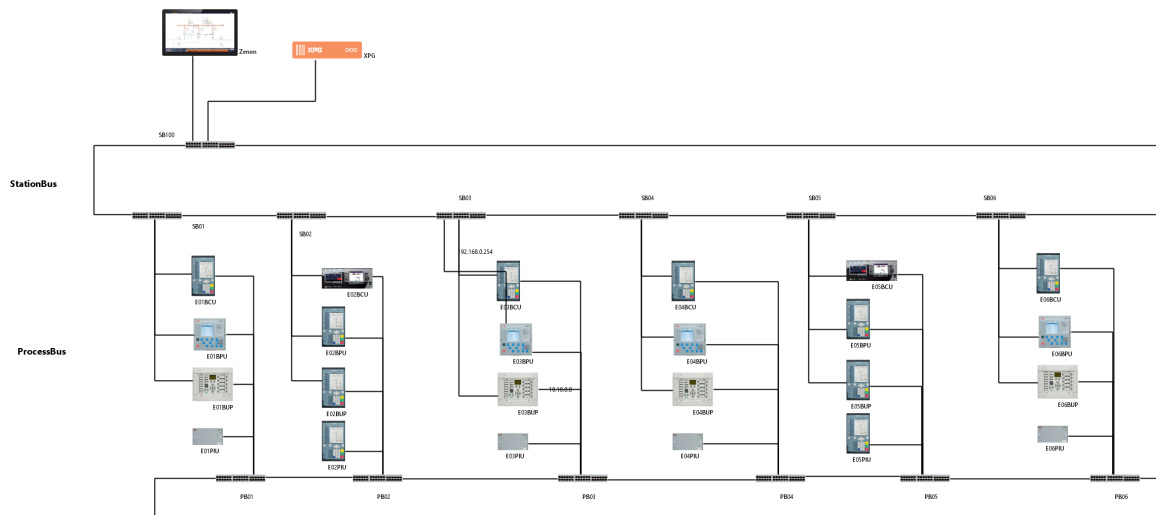 Zenon
XPG
XPG
SB100
StationBus
SB03
SB04
SB05
SB06
SB01
SB02
92.168.0.254
E01BCU
E02BCU
E03BCU
E04BCU
E05BCU
E06BCU
ProcessBus
E01BPU
E02BPU
E03BPU
E04BPU
E05BPU
E06BPU
10.10.0.0
E01BUP
E02BUP
E03BUP
E04BUP
E05BUP
E06BUP
E01PIU
E02PIU
E03PIU
E04PIU
E05PIU
E06PIU
PB01
PB02
PB03
PB04
PB05
PB06